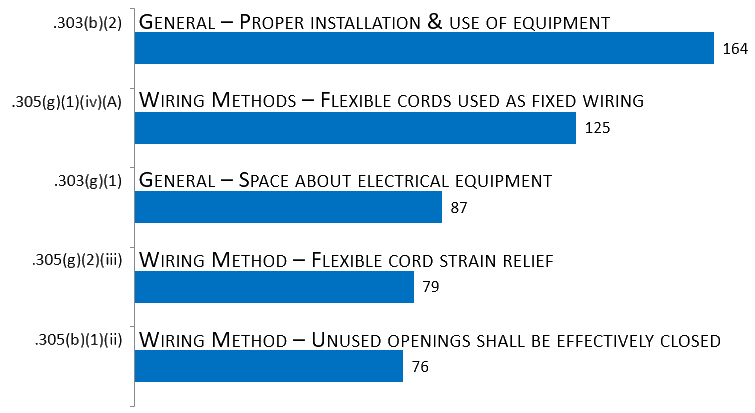 .303(b)(2) General – Proper installation & use of equipment
164
.305(g)(1)(iv)(A) Wiring Methods – Flexible cords used as fixed wiring
125
.303(g)(1) General – Space about electrical equipment
87
.305(g)(2)(iii) Wiring Method – Flexible cord strain relief
79
.305(b)(1)(ii) Wiring Method – Unused openings shall be effectively closed
76